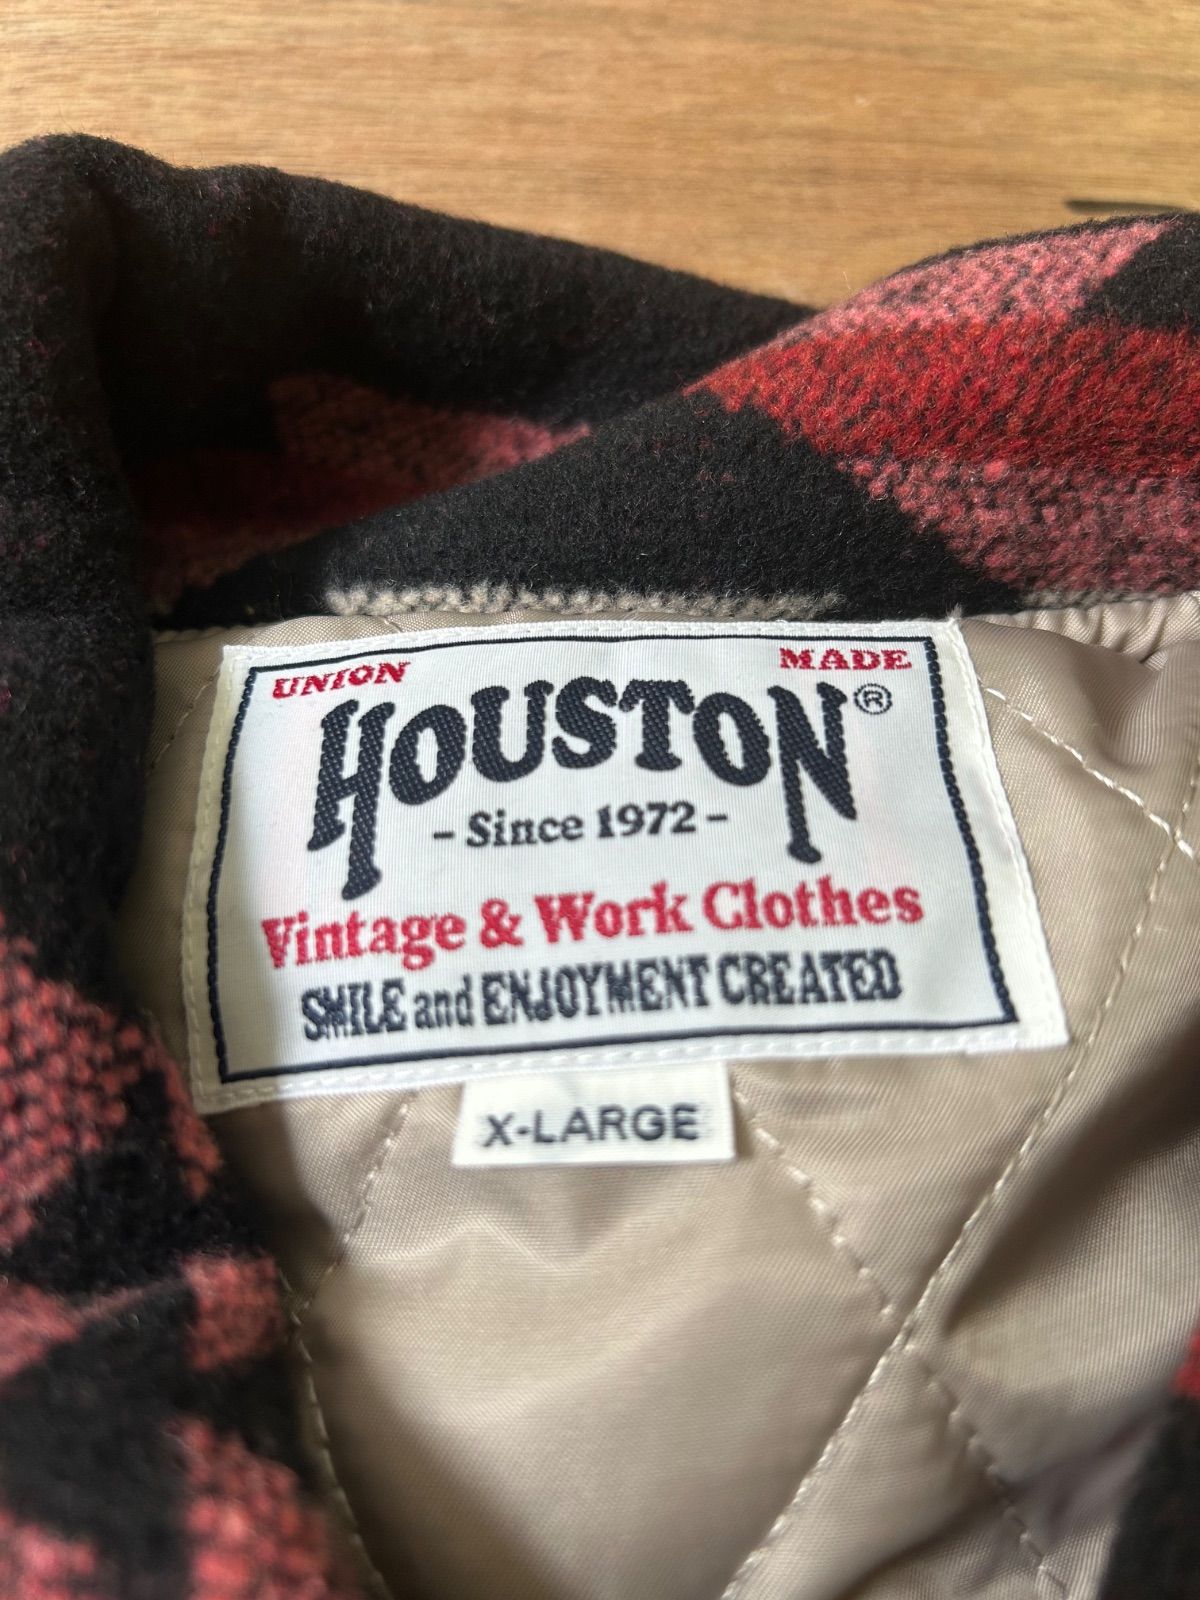 UNION MADE
HOUSTON®
- Since 1972 -
Vintage & Work Clothes
SMILE and ENJOYMENT CREATED
X-LARGE